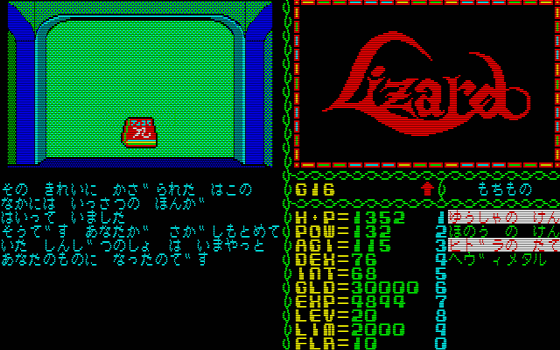 Lizard
その きれいに かざられた はこの
なかには いっさつの ほんが
はいって いました
そうです あなたが さがしもとめて
いた しんじつのしょ は いまやっと
あなたのものに なったのです
G16 ↑ もちもの
H・P=1352 1 ゆうしゃの けん
POW=132 2 ほのう の けん
AGI=115 3 ヒドラの たて
DEX=76 4 ヘヴィメタル
INT=68 5
GLD=30000 6
EXP=4894 7
LEV=20 8
LIM=2000 9
FLR=10 0